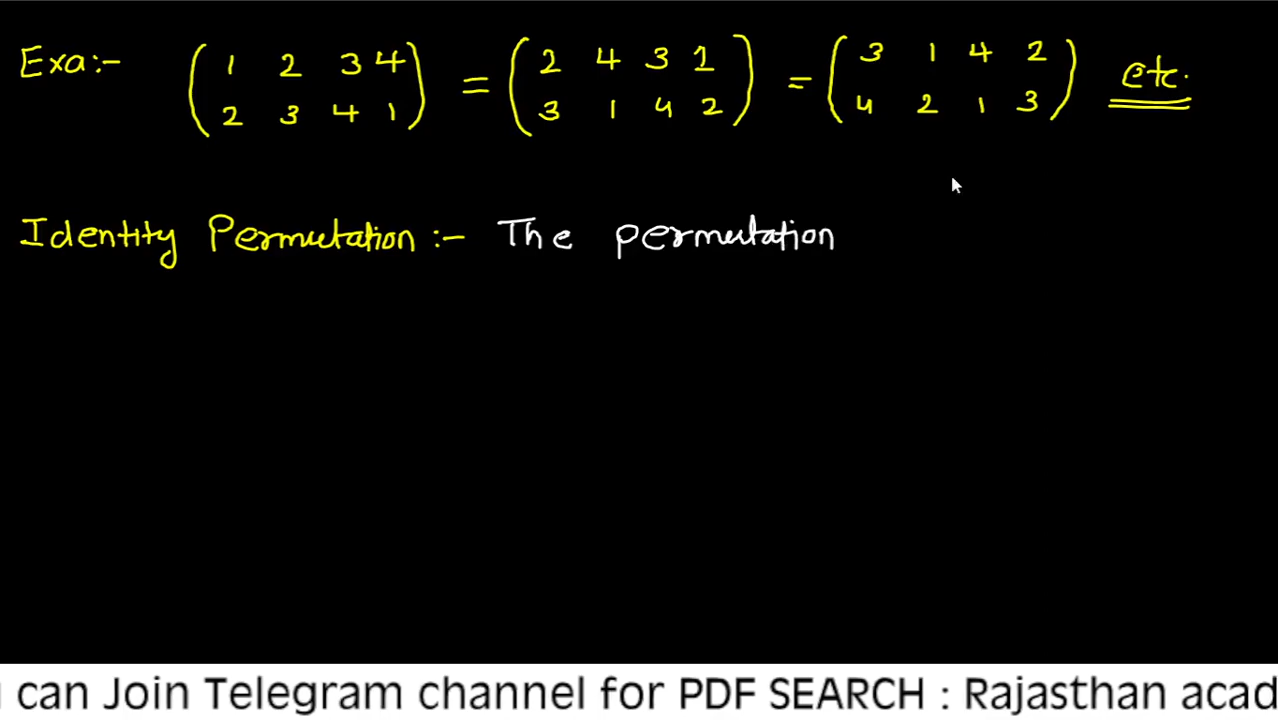 Exa:- ( 1 2 3 4 ) = ( 2 4 3 1 ) = ( 3 1 4 2 ) etc.
( 2 3 4 1 ) ( 3 1 4 2 ) ( 4 2 1 3 )
Identity Permutation :- The permutation
can Join Telegram channel for PDF SEARCH : Rajasthan acad